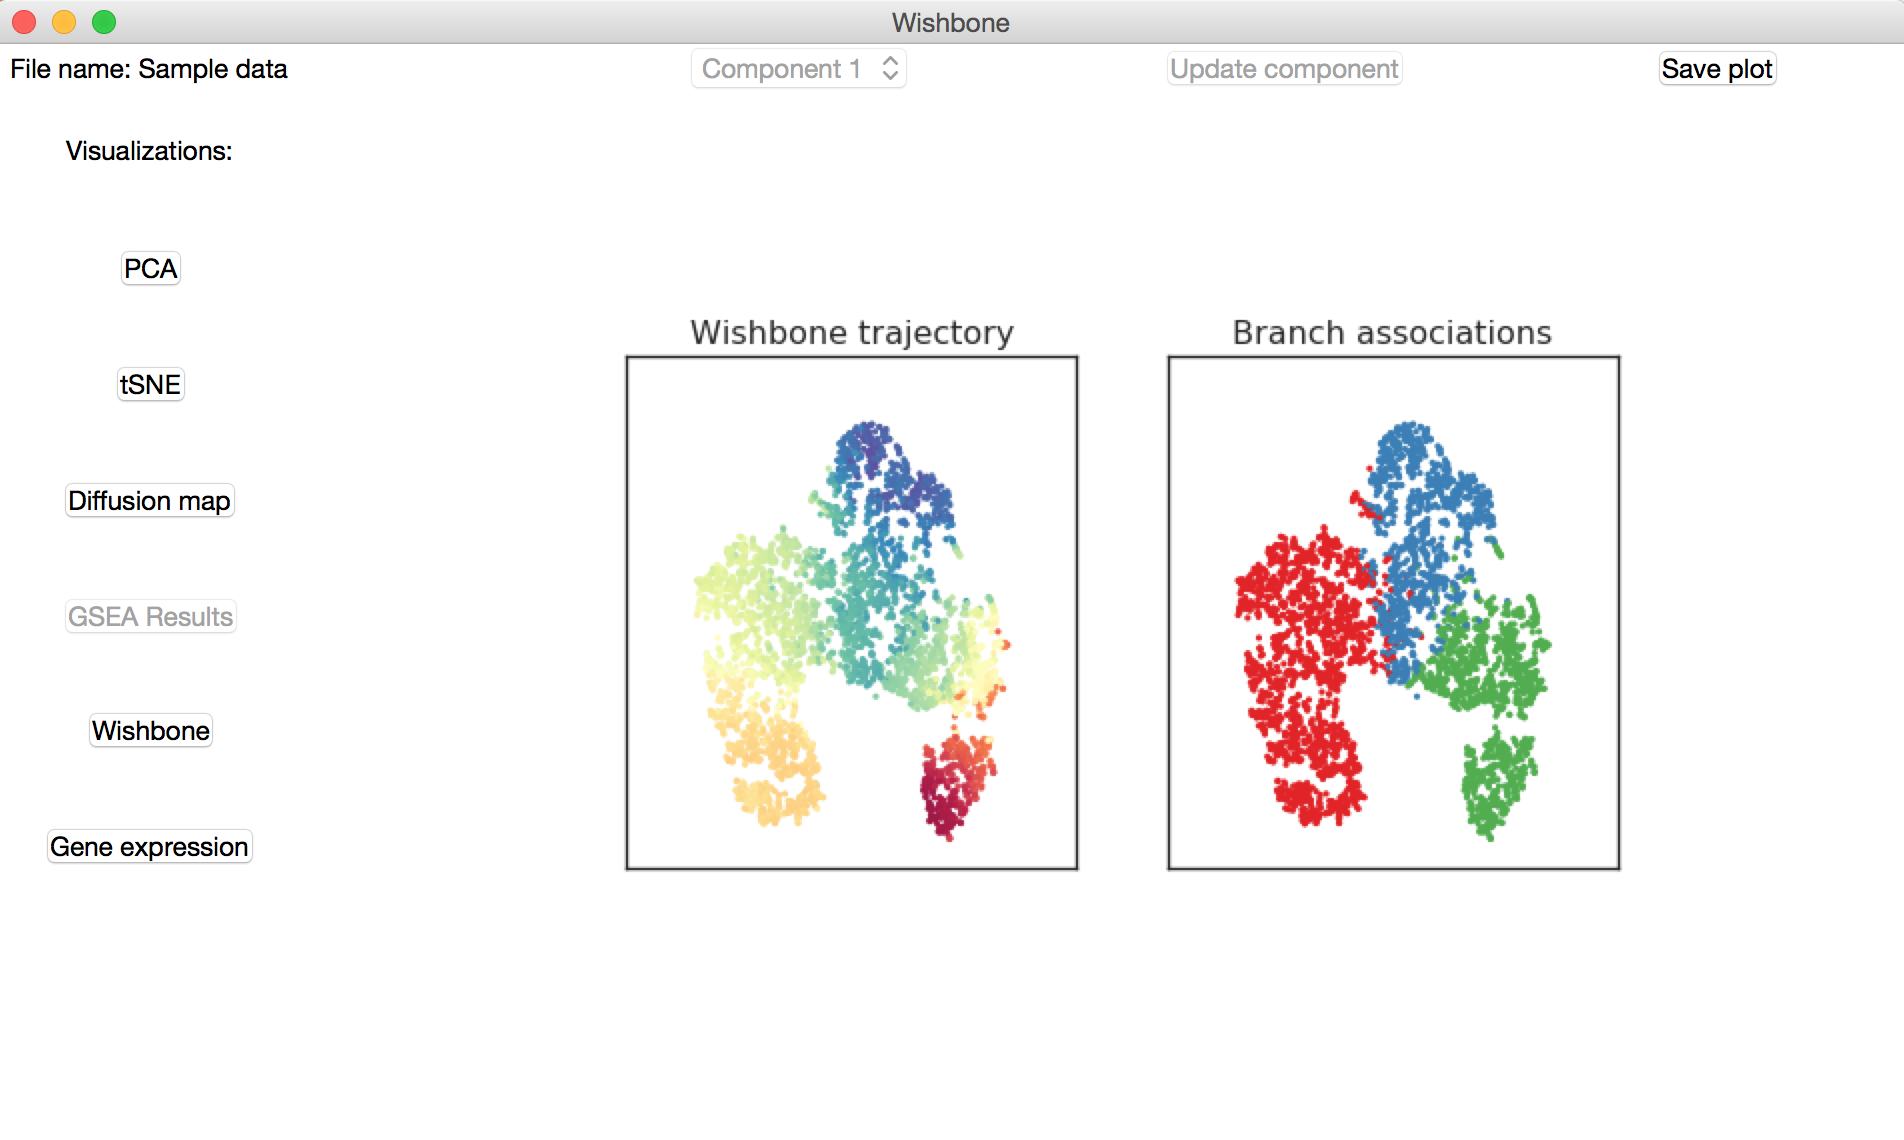 Wishbone
File name: Sample data
Component 1
Update component
Save plot
Visualizations:
PCA
tSNE
Diffusion map
GSEA Results
Wishbone
Gene expression
Wishbone trajectory
Branch associations